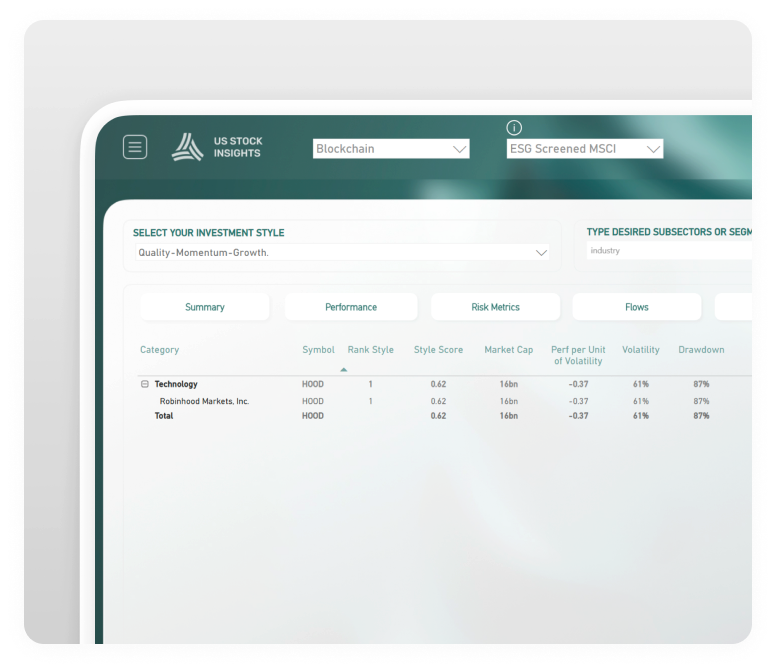 US STOCK
INSIGHTS
Blockchain
ESG Screened MSCI
SELECT YOUR INVESTMENT STYLE
Quality-Momentum-Growth.
TYPE DESIRED SUBSECTORS OR SEGM
industry
Summary Performance Risk Metrics Flows
Category Symbol Rank Style Style Score Market Cap Perf per Unit of Volatility Volatility Drawdown
Technology HOOD 1 0.62 16bn -0.37 61% 87%
Robinhood Markets, Inc. HOOD 1 0.62 16bn -0.37 61% 87%
Total HOOD 0.62 16bn -0.37 61% 87%